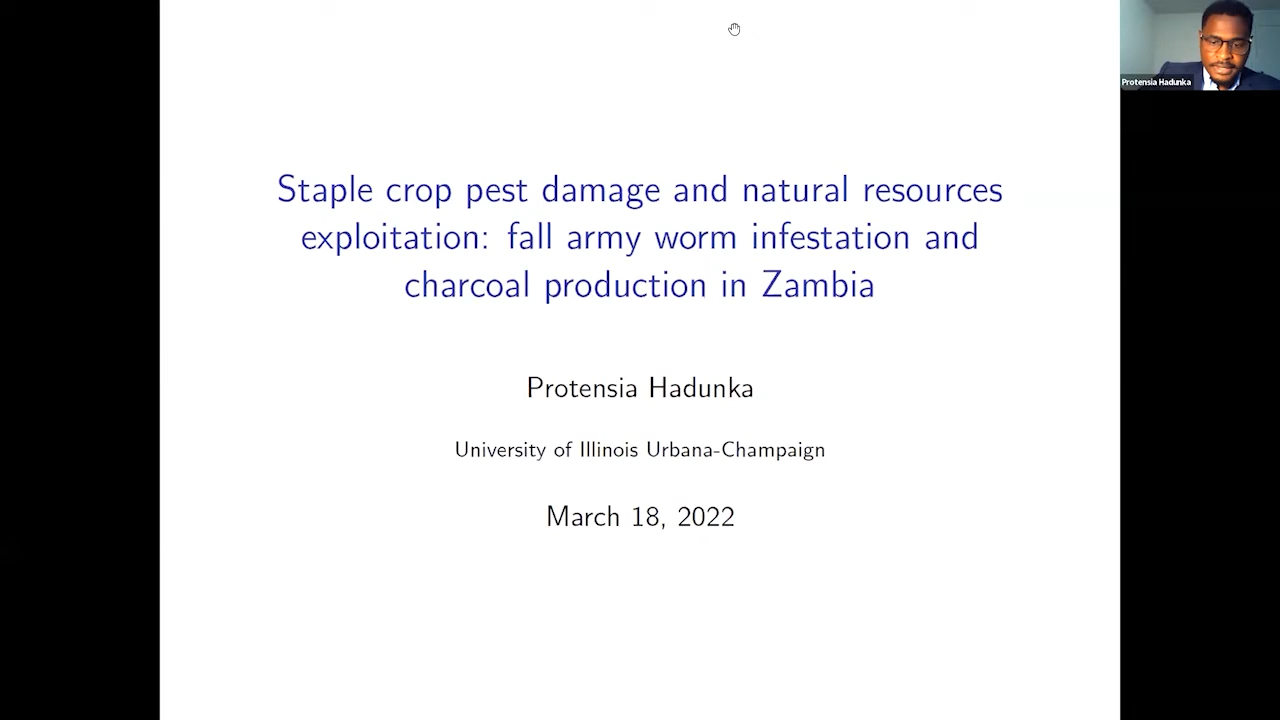 Staple crop pest damage and natural resources
exploitation: fall army worm infestation and
charcoal production in Zambia
Protensia Hadunka
University of Illinois Urbana-Champaign
March 18, 2022
Protensia Hadunka